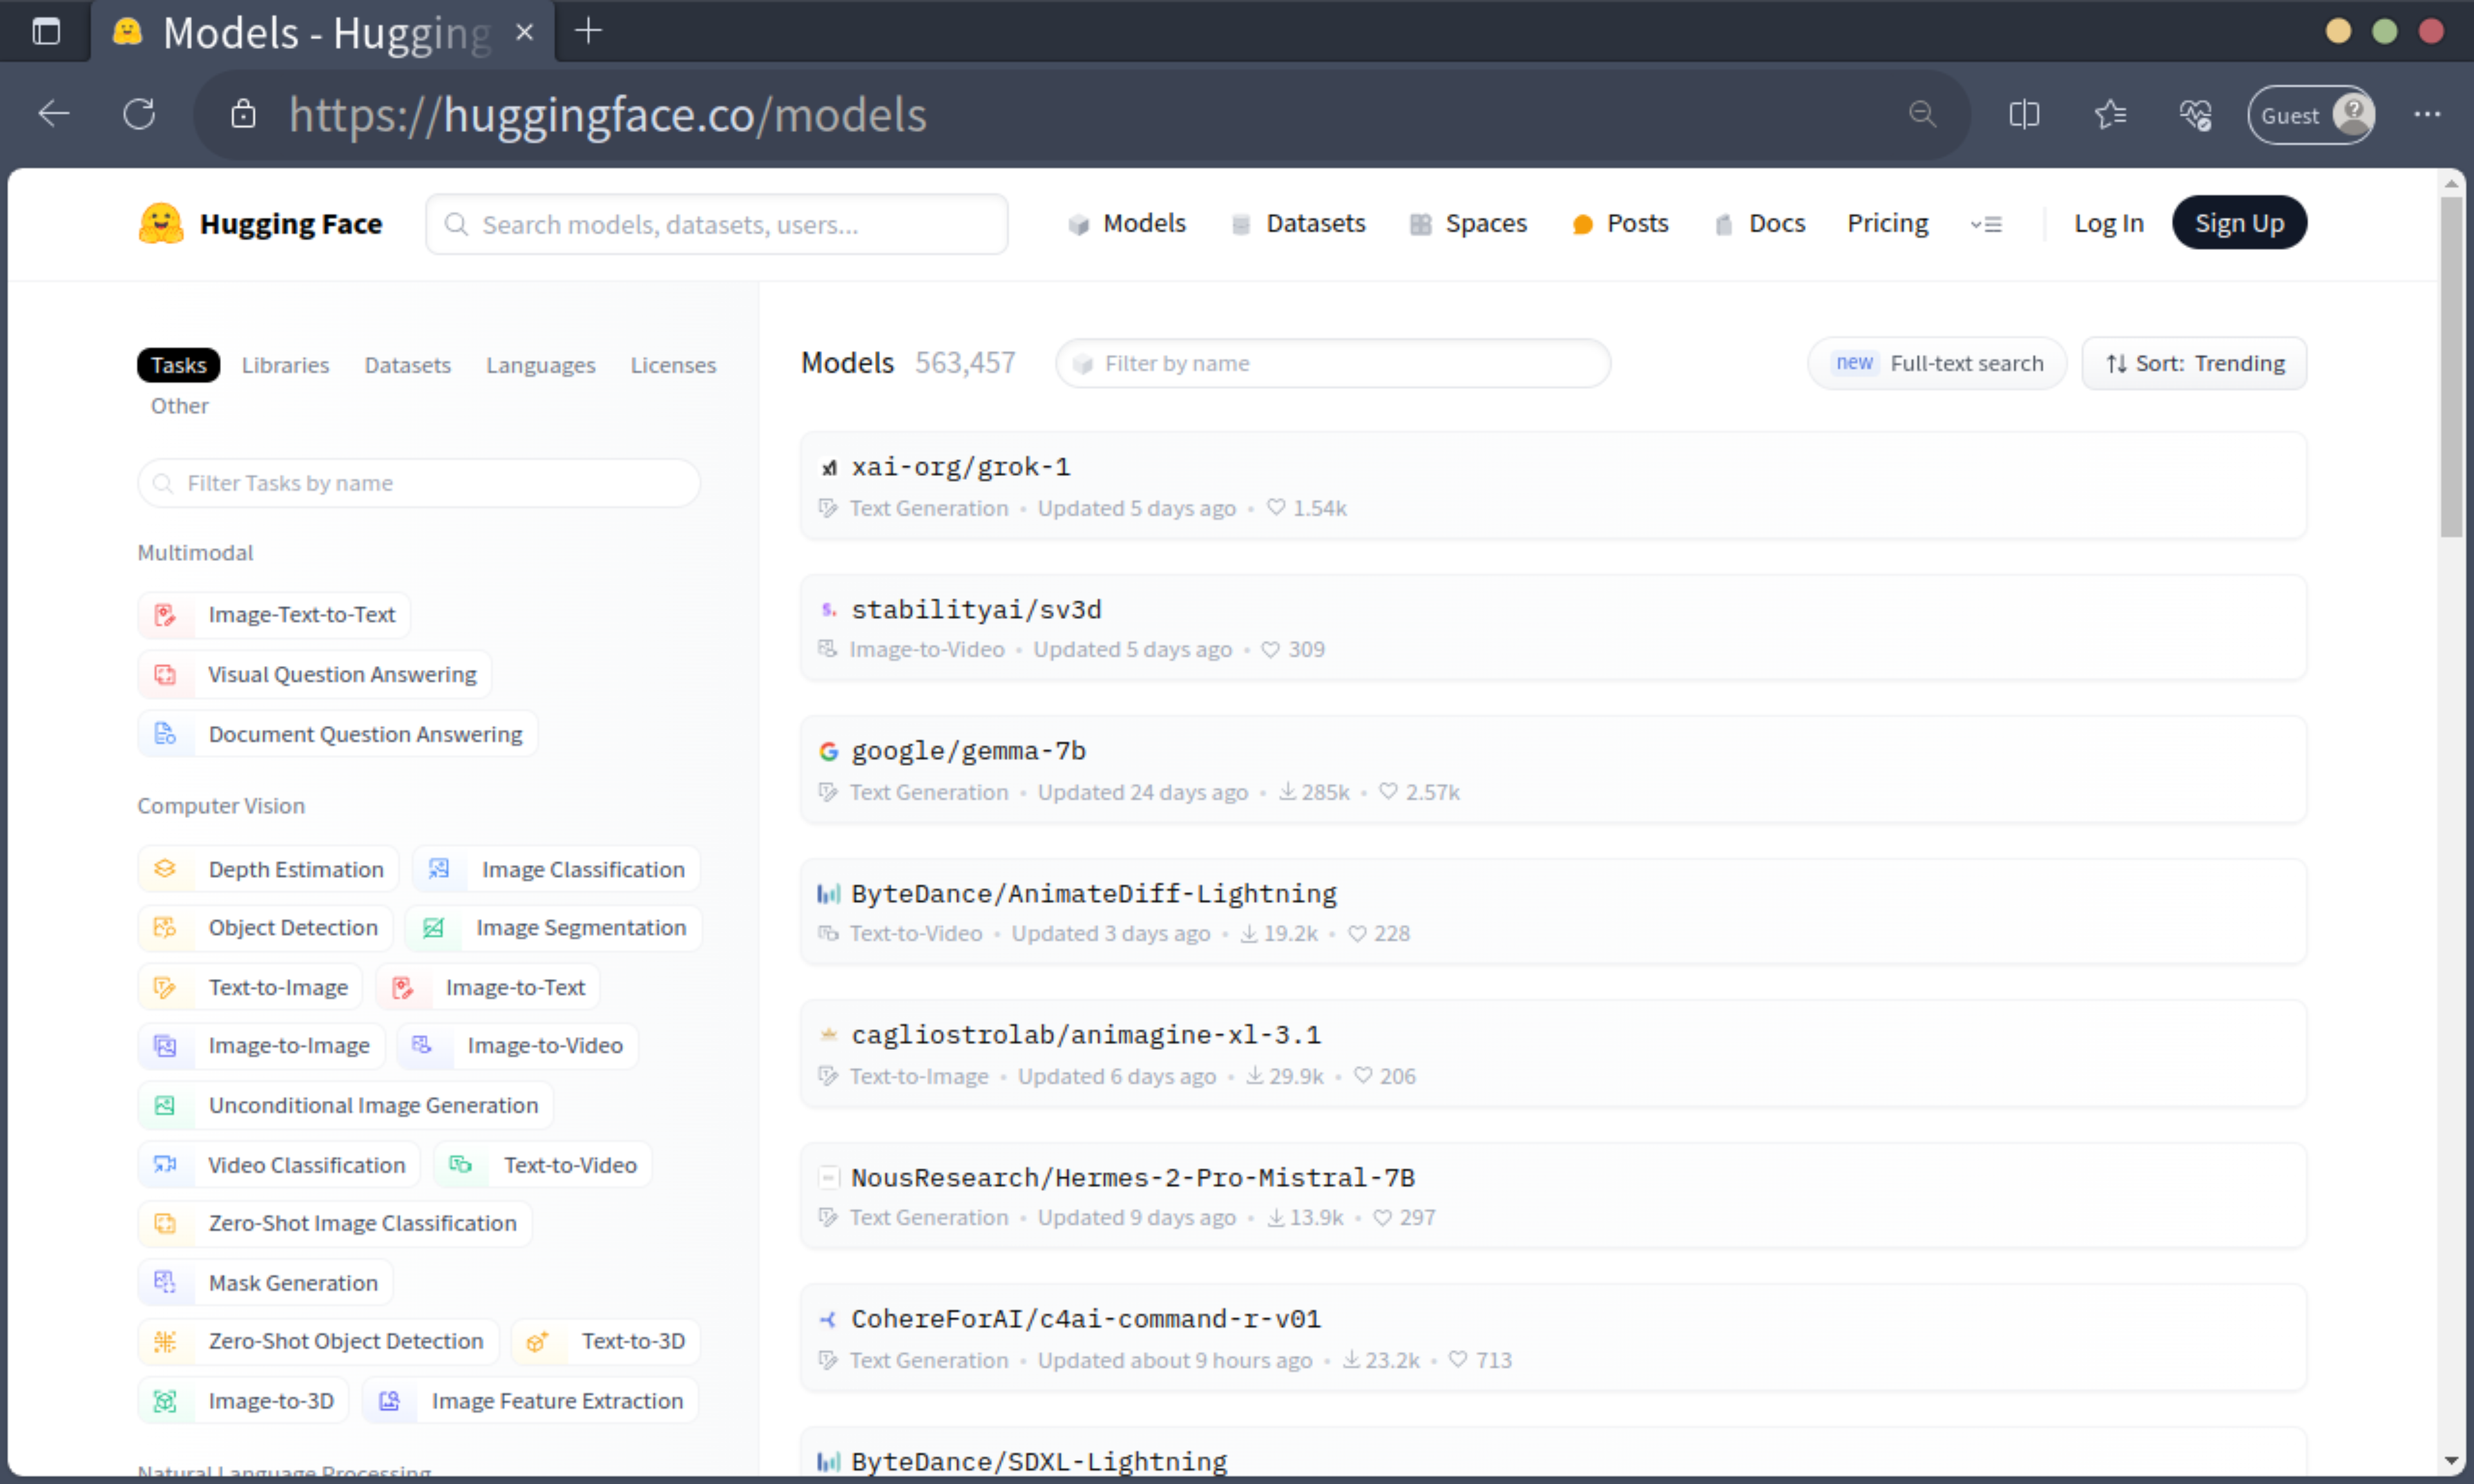 Models - Hugging
https://huggingface.co/models
Guest
Hugging Face
Search models, datasets, users...
Models
Datasets
Spaces
Posts
Docs
Pricing
Log In
Sign Up
Tasks
Libraries
Datasets
Languages
Licenses
Other
Filter Tasks by name
Multimodal
Image-Text-to-Text
Visual Question Answering
Document Question Answering
Computer Vision
Depth Estimation
Image Classification
Object Detection
Image Segmentation
Text-to-Image
Image-to-Text
Image-to-Image
Image-to-Video
Unconditional Image Generation
Video Classification
Text-to-Video
Zero-Shot Image Classification
Mask Generation
Zero-Shot Object Detection
Text-to-3D
Image-to-3D
Image Feature Extraction
Natural Language Processing
Models 563,457
Filter by name
new Full-text search
Sort: Trending
xai-org/grok-1
Text Generation • Updated 5 days ago • 1.54k
stabilityai/sv3d
Image-to-Video • Updated 5 days ago • 309
google/gemma-7b
Text Generation • Updated 24 days ago • 285k • 2.57k
ByteDance/AnimateDiff-Lightning
Text-to-Video • Updated 3 days ago • 19.2k • 228
cagliostrolab/animagine-xl-3.1
Text-to-Image • Updated 6 days ago • 29.9k • 206
NousResearch/Hermes-2-Pro-Mistral-7B
Text Generation • Updated 9 days ago • 13.9k • 297
CohereForAI/c4ai-command-r-v01
Text Generation • Updated about 9 hours ago • 23.2k • 713
ByteDance/SDXL-Lightning